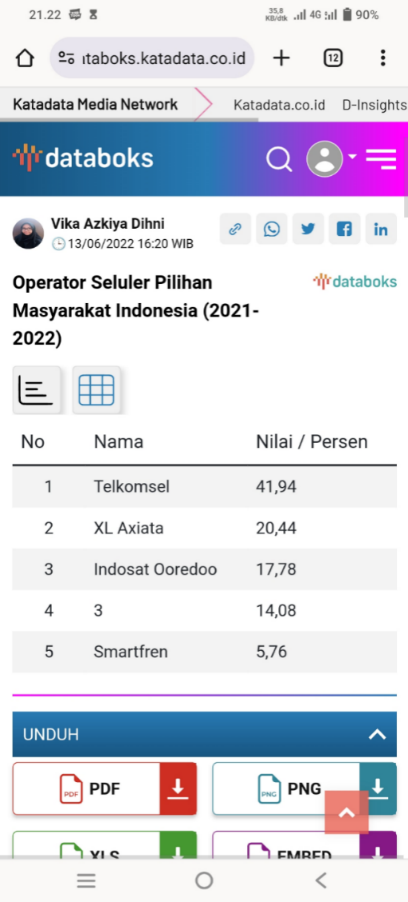 21.22
35,8 KB/dtk 4G 90%
itaboks.katadata.co.id
12
Katadata Media Network Katadata.co.id D-Insights
databoks
Vika Azkiya Dihni
13/06/2022 16:20 WIB
in
Operator Seluler Pilihan
Masyarakat Indonesia (2021-
2022)
databoks
No Nama Nilai / Persen
1 Telkomsel 41,94
2 XL Axiata 20,44
3 Indosat Ooredoo 17,78
4 3 14,08
5 Smartfren 5,76
UNDUH
PDF PDF
PNG PNG
XLS
EMBED